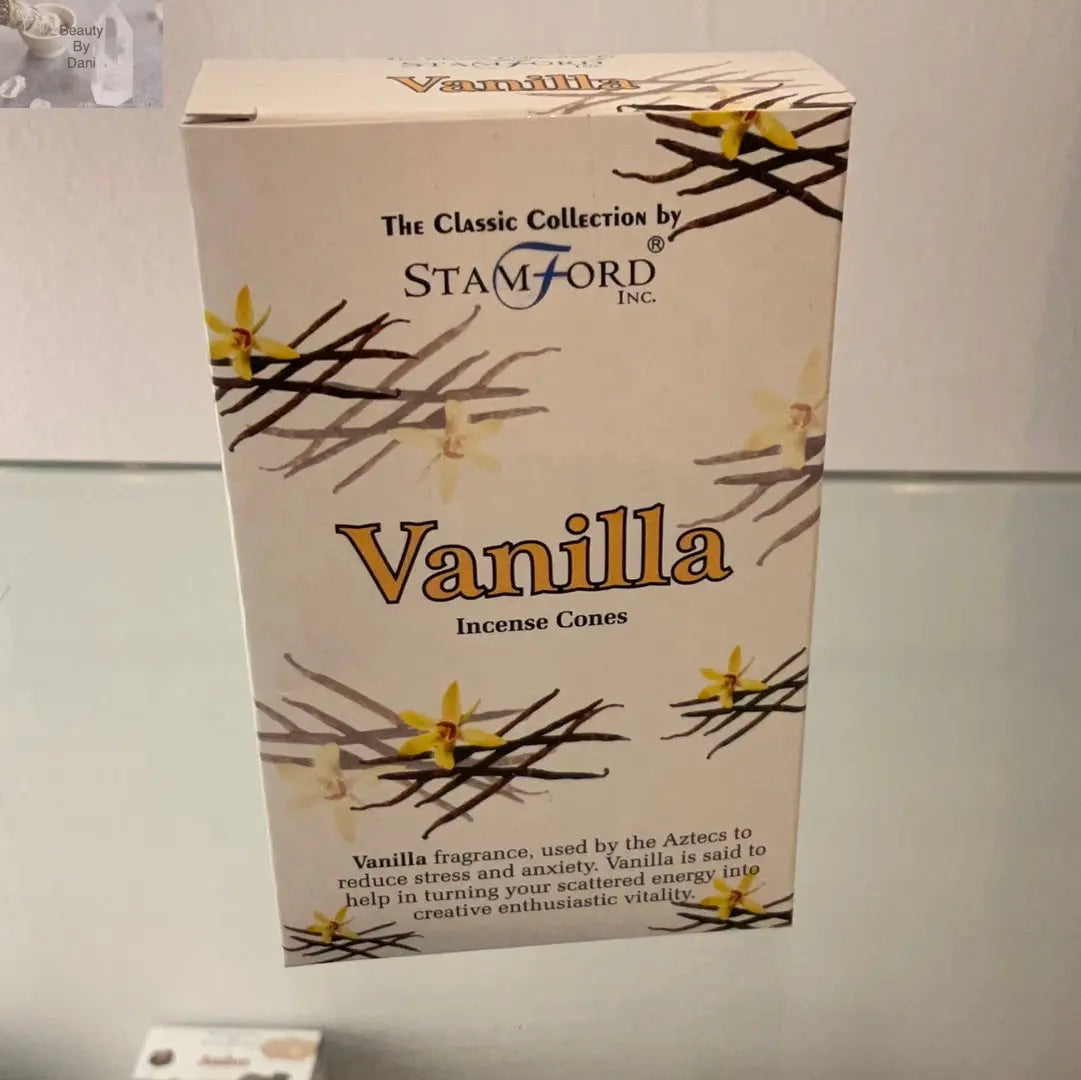 Beauty
By
Dani
STAMFORD
Vanilla
The Classic Collection by
STAMFORD®
INC.
Vanilla
Incense Cones
Vanilla fragrance, used by the Aztecs to
reduce stress and anxiety. Vanilla is said to
help in turning your scattered energy into
creative enthusiastic vitality.